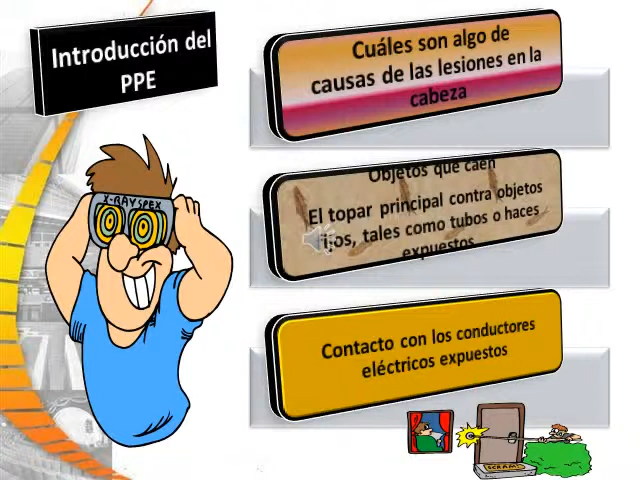 Introducción del
PPE
Cuáles son algo de
causas de las lesiones en la
cabeza
Objetos que caen
El topar principal contra objetos
fijos, tales como tubos o haces
expuestos
Contacto con los conductores
eléctricos expuestos
X-RAY SPEX
SCRAM